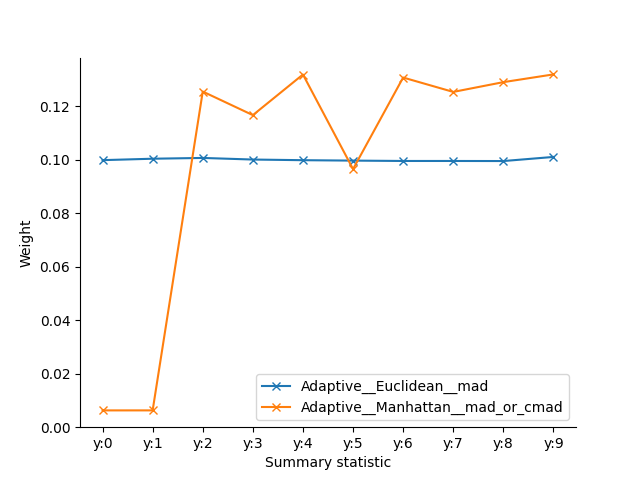 0.12
0.10
0.08
0.06
0.04
0.02
0.00
Weight
Adaptive__Euclidean__mad
Adaptive__Manhattan__mad_or_cmad
y:0 y:1 y:2 y:3 y:4 y:5 y:6 y:7 y:8 y:9
Summary statistic